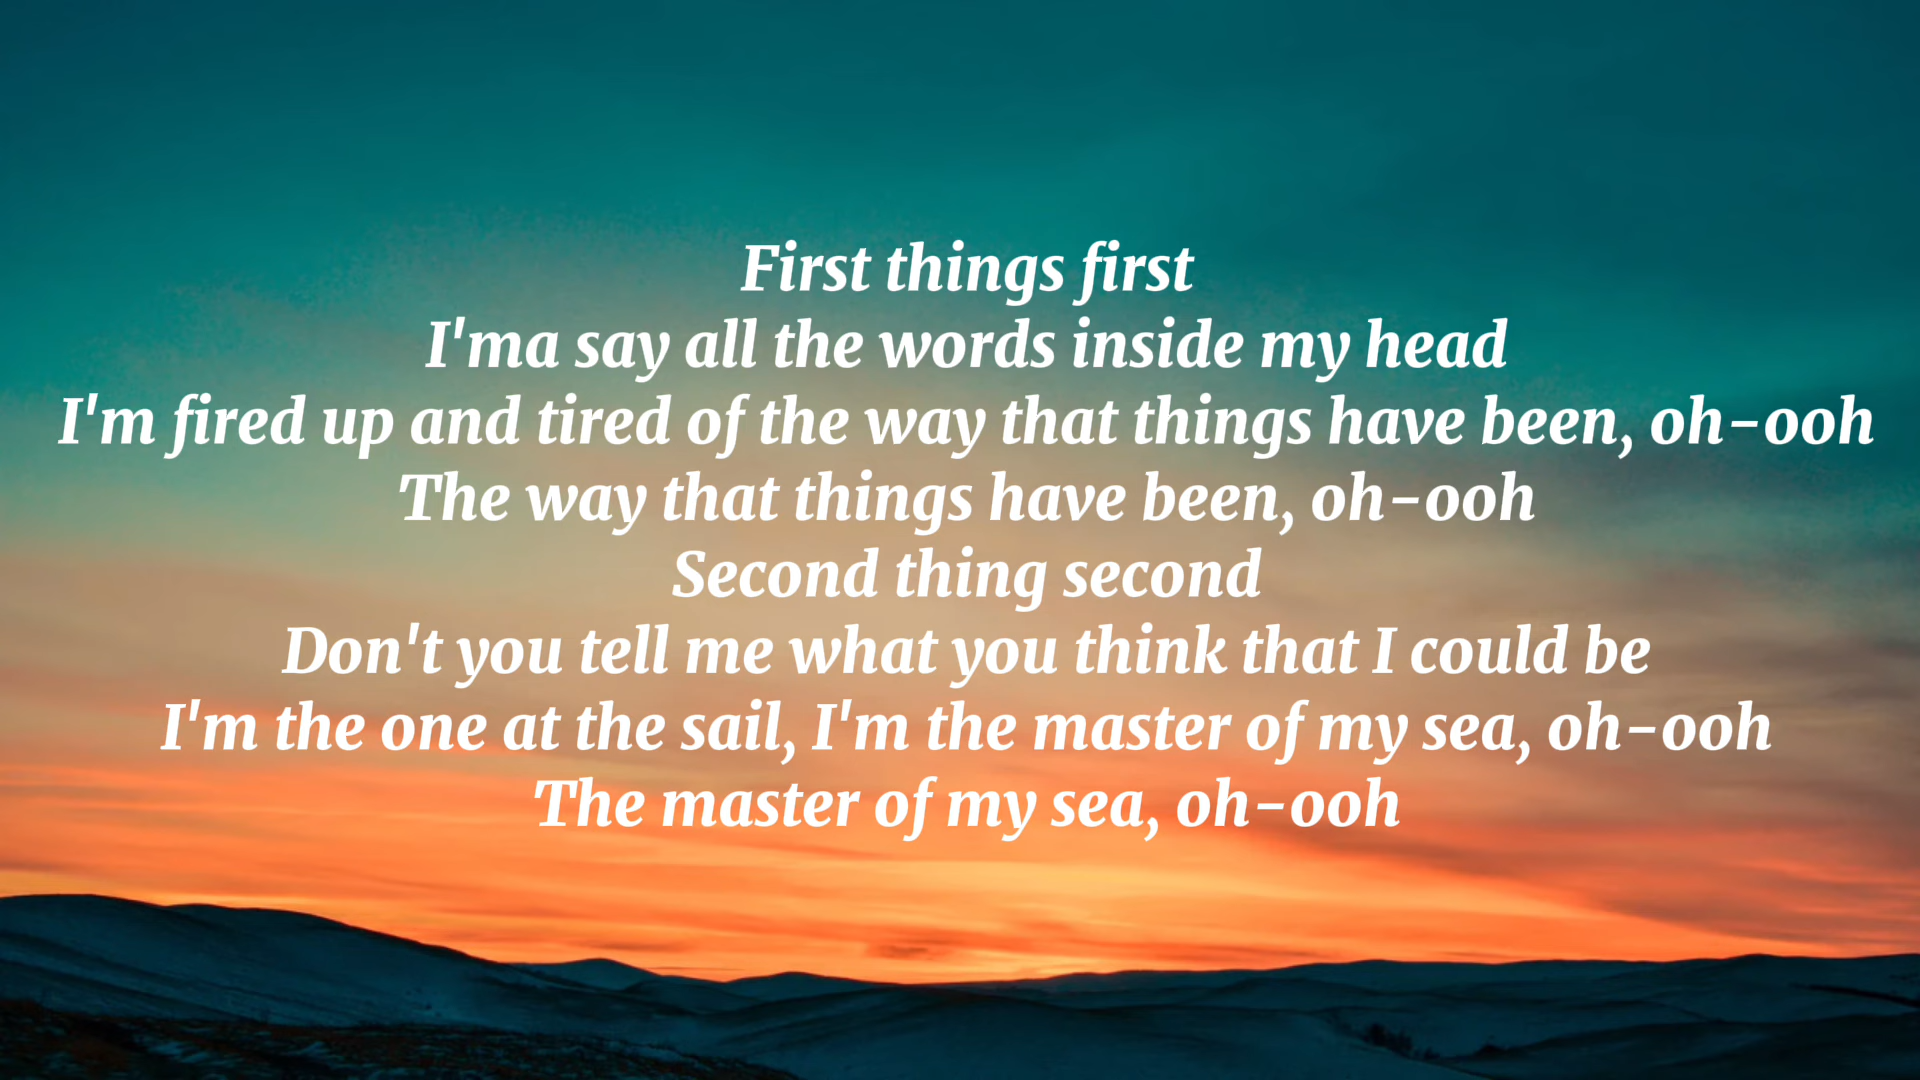 First things first
I'ma say all the words inside my head
I'm fired up and tired of the way that things have been, oh-ooh
The way that things have been, oh-ooh
Second thing second
Don't you tell me what you think that I could be
I'm the one at the sail, I'm the master of my sea, oh-ooh
The master of my sea, oh-ooh